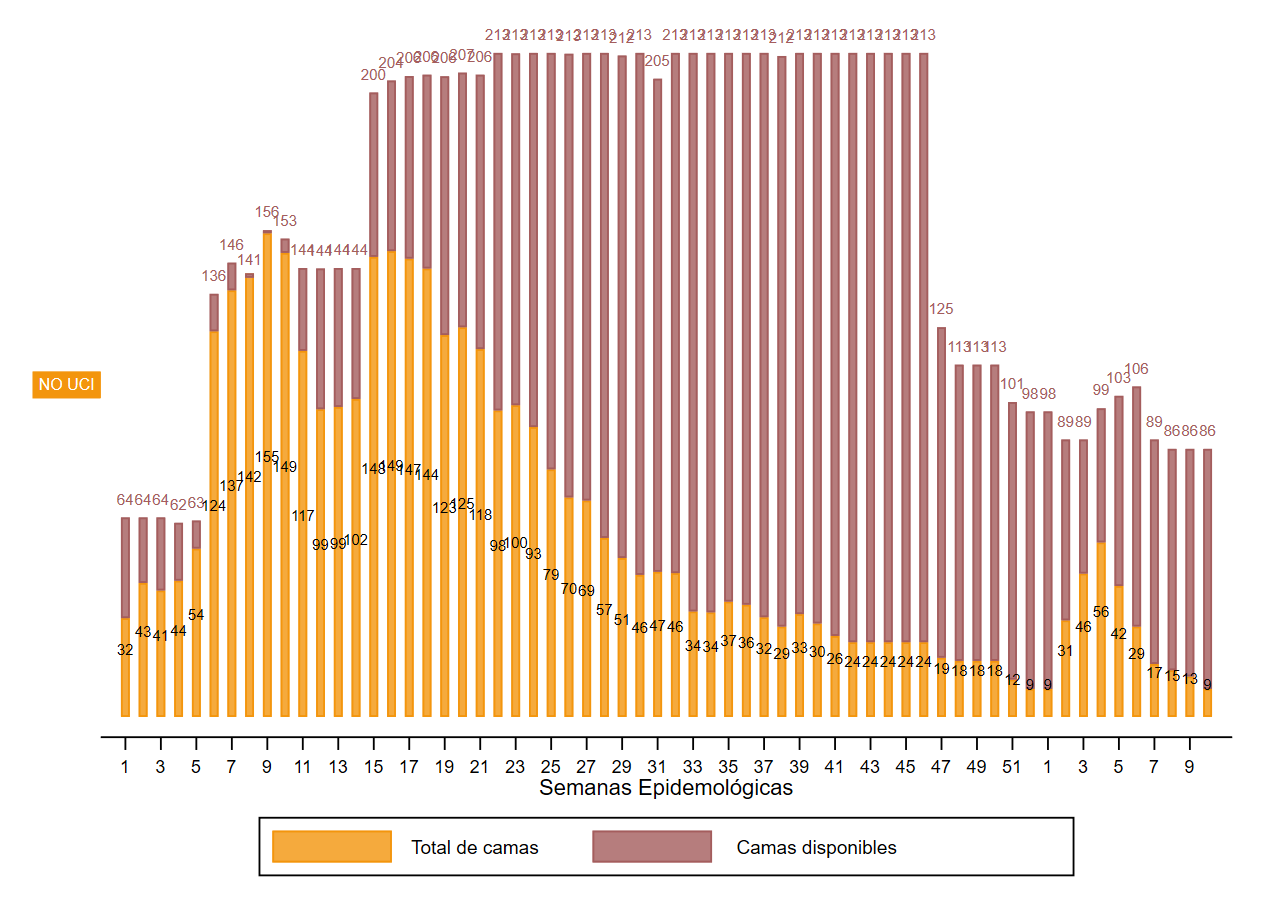 64 64 64 62 63 136 146 141 156 153 144 144 144 144 200 204 206 206 206 207 206 213 213 213 213 213 213 213 212 213 205 213 213 213 213 213 213 212 213 213 213 213 213 213 213 213 125 113 113 113 101 98 98 89 89 99 103 106 89 86 86 86
NO UCI
32 43 41 44 54 124 137 142 155 149 117 99 99 102 148 149 147 144 123 125 118 98 100 93 79 70 69 57 51 46 47 46 34 34 37 36 32 29 33 30 26 24 24 24 24 24 19 18 18 18 12 9 9 31 46 56 42 29 17 15 13 9
1 3 5 7 9 11 13 15 17 19 21 23 25 27 29 31 33 35 37 39 41 43 45 47 49 51 1 3 5 7 9
Semanas Epidemológicas
Total de camas Camas disponibles